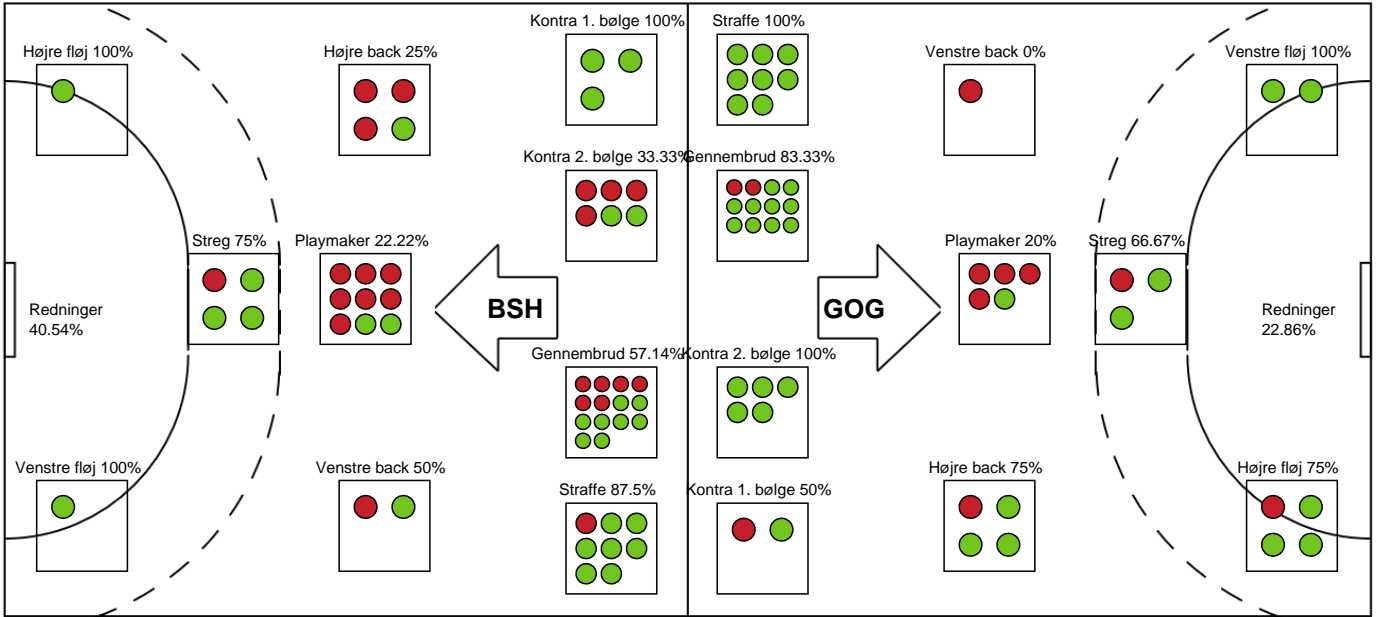 Kontra 1. bølge 100%
Straffe 100%
Højre fløj 100%
Højre back 25%
Venstre back 0%
Venstre fløj 100%
Kontra 2. bølge 33.33%
Gennembrud 83.33%
Streg 75%
Playmaker 22.22%
Playmaker 20%
Streg 66.67%
Redninger
40.54%
BSH
GOG
Redninger
22.86%
Gennembrud 57.14%
Kontra 2. bølge 100%
Venstre fløj 100%
Venstre back 50%
Højre back 75%
Højre fløj 75%
Straffe 87.5%
Kontra 1. bølge 50%